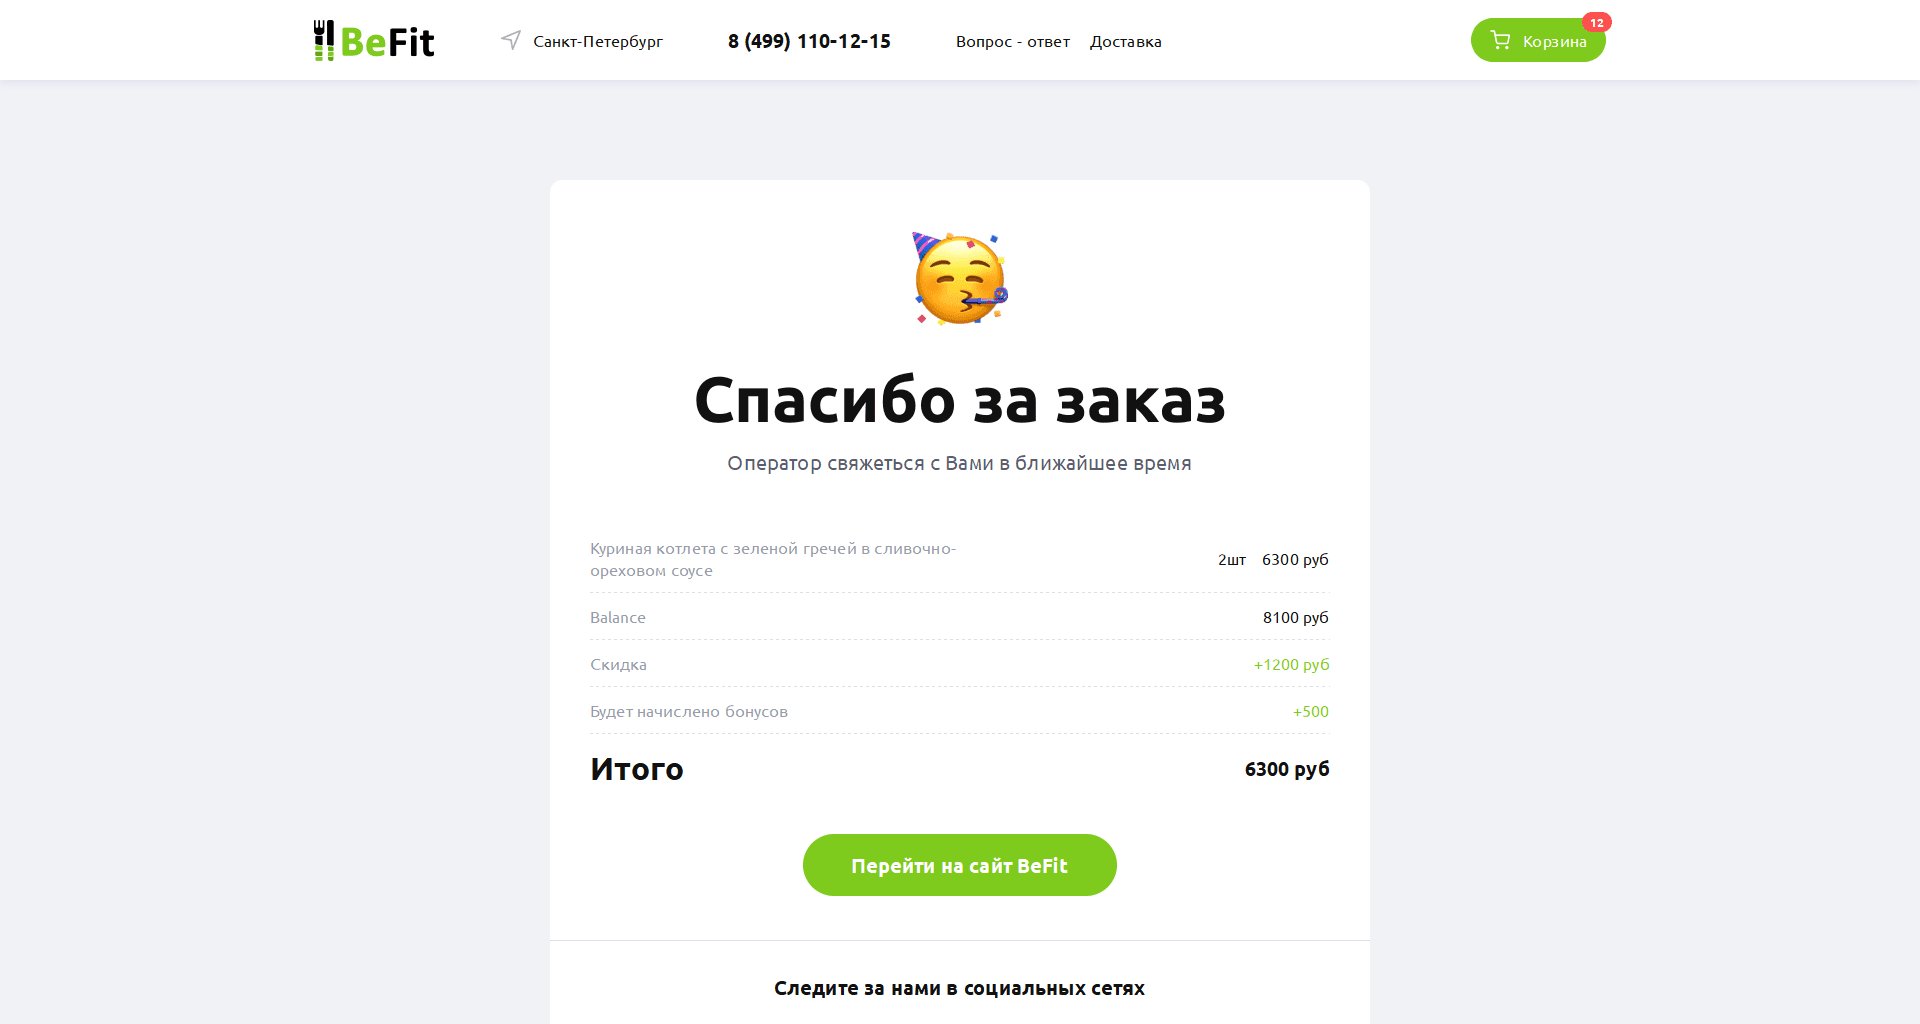 BeFit
Санкт-Петербург
8 (499) 110-12-15
Вопрос - ответ
Доставка
Корзина
12
Спасибо за заказ
Оператор свяжеться с Вами в ближайшее время
Куриная котлета с зеленой гречей в сливочно-
ореховом соусе
2шт 6300 руб
Balance 8100 руб
Скидка +1200 руб
Будет начислено бонусов +500
Итого 6300 руб
Перейти на сайт BeFit
Следите за нами в социальных сетях